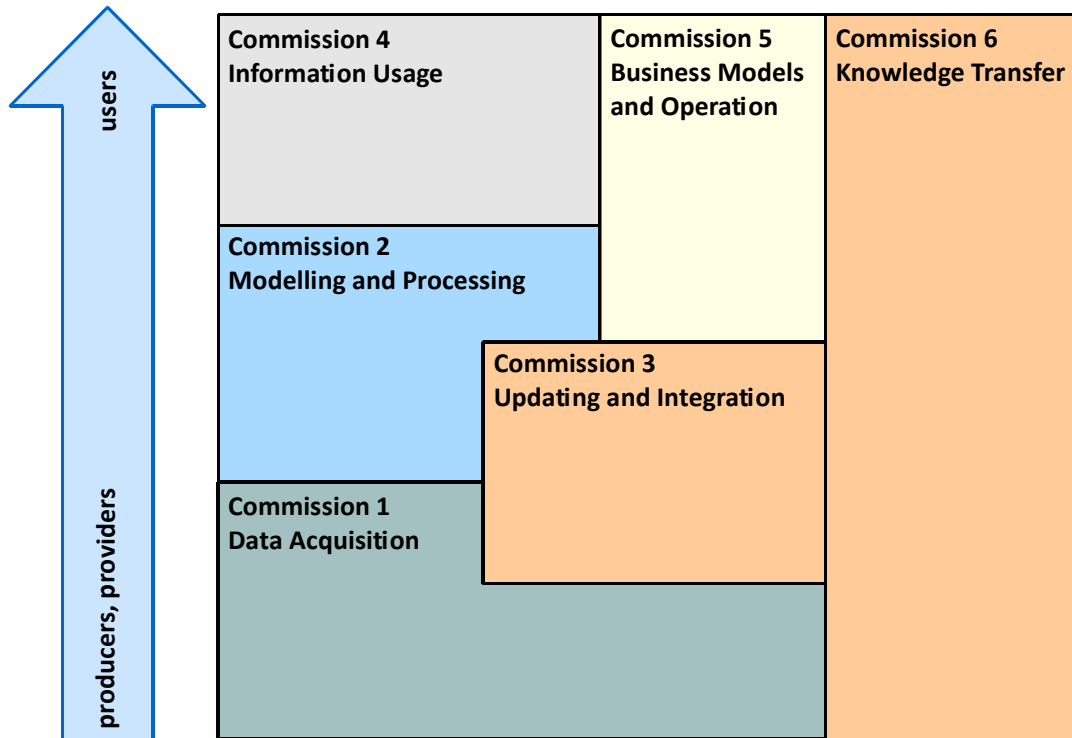 users
producers, providers
Commission 4
Information Usage
Commission 5
Business Models
and Operation
Commission 6
Knowledge Transfer
Commission 2
Modelling and Processing
Commission 3
Updating and Integration
Commission 1
Data Acquisition